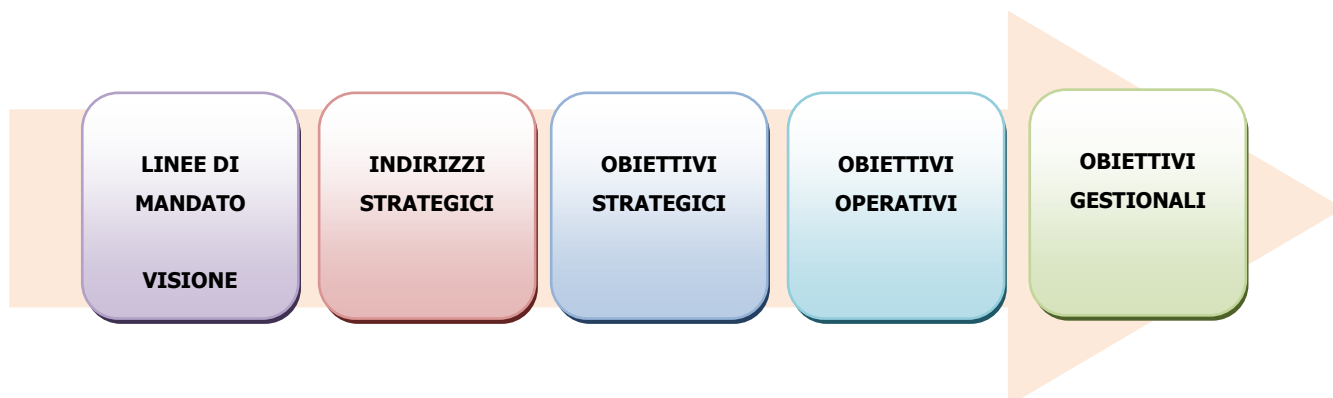 LINEE DI
MANDATO
VISIONE
INDIRIZZI
STRATEGICI
OBIETTIVI
STRATEGICI
OBIETTIVI
OPERATIVI
OBIETTIVI
GESTIONALI